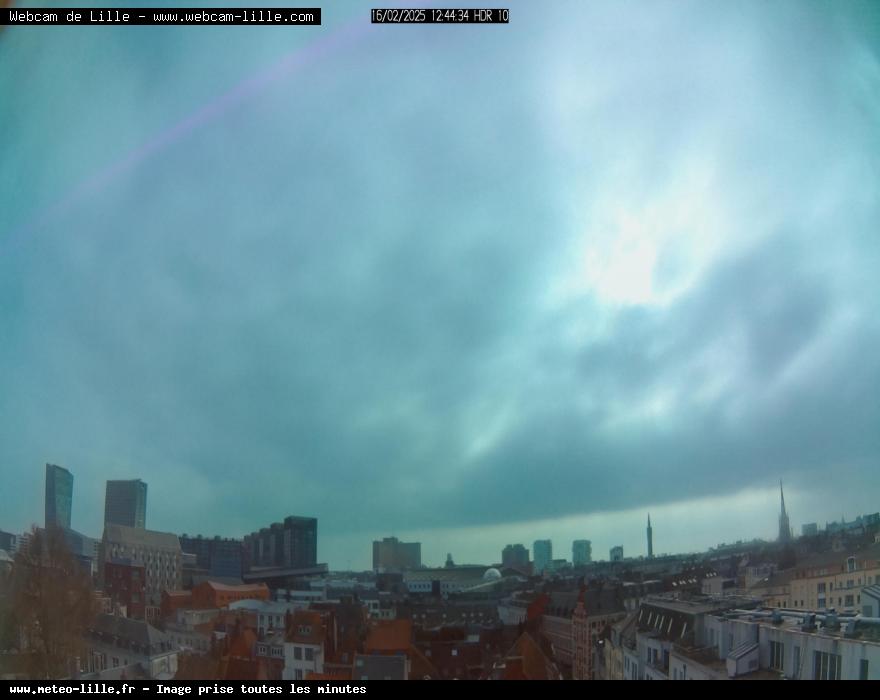 Webcam de Lille - www.webcam-lille.com
16/02/2025 12:44:34 HDR 10
www.meteo-lille.fr - Image prise toutes les minutes